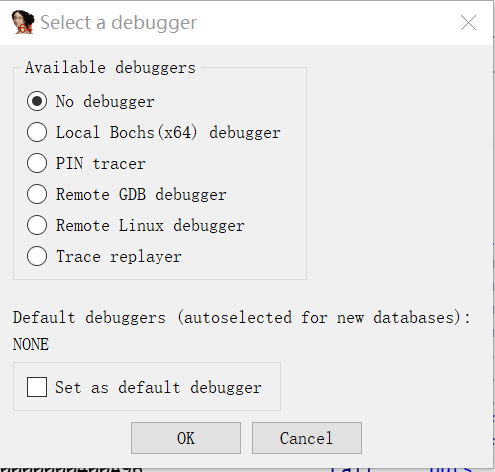 Select a debugger
Available debuggers
No debugger
Local Bochs(x64) debugger
PIN tracer
Remote GDB debugger
Remote Linux debugger
Trace replayer
Default debuggers (autoselected for new databases):
NONE
Set as default debugger
OK
Cancel